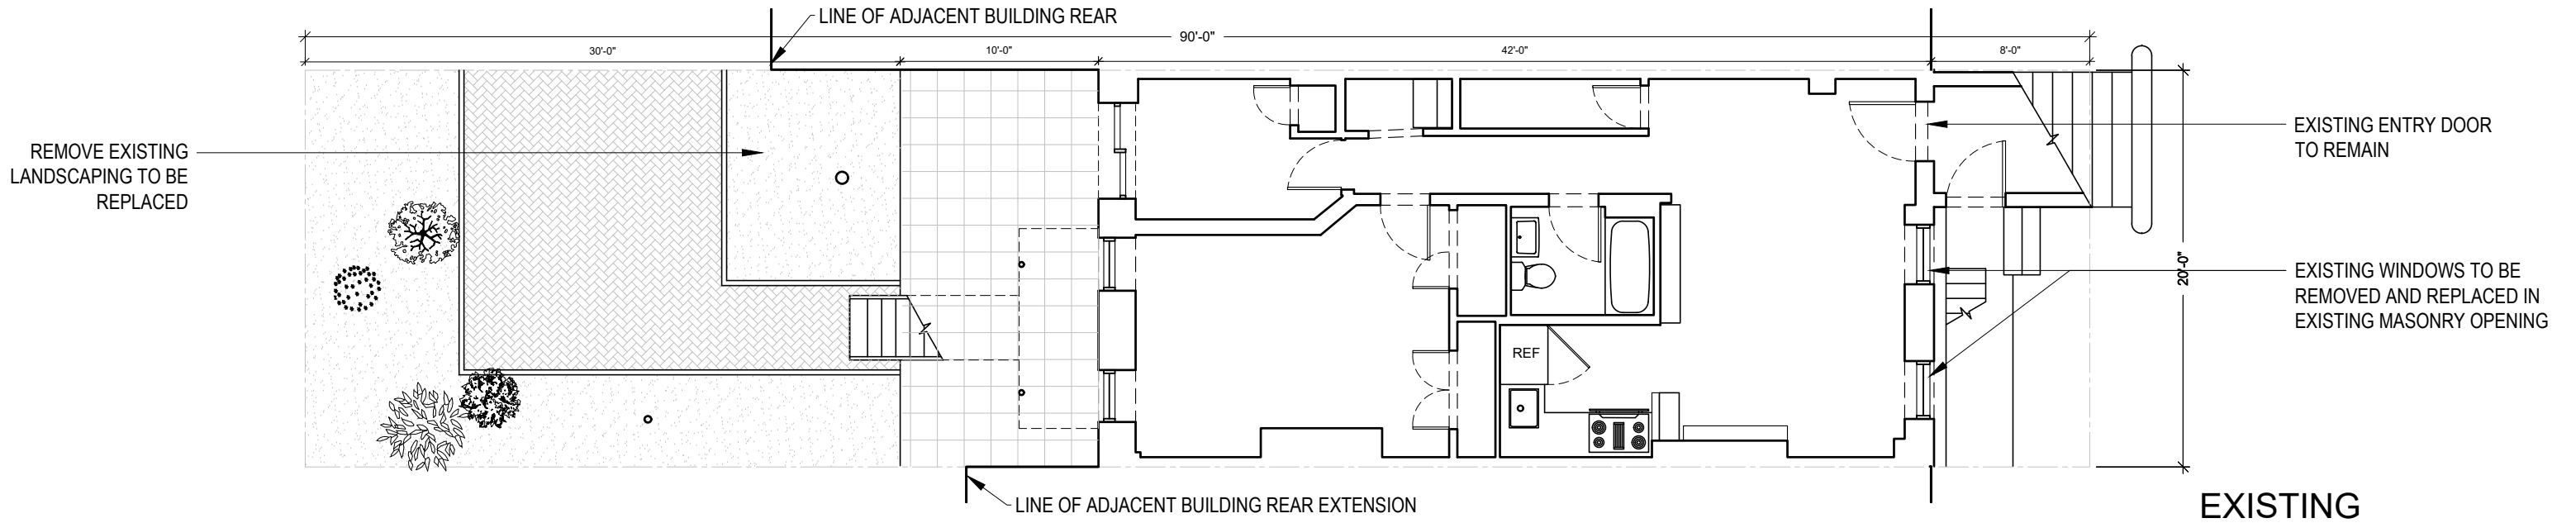 LINE OF ADJACENT BUILDING REAR
90'-0"
30'-0"
10'-0"
42'-0"
8'-0"
REMOVE EXISTING
LANDSCAPING TO BE
REPLACED
EXISTING ENTRY DOOR
TO REMAIN
20'-0"
EXISTING WINDOWS TO BE
REMOVED AND REPLACED IN
EXISTING MASONRY OPENING
REF
LINE OF ADJACENT BUILDING REAR EXTENSION
EXISTING